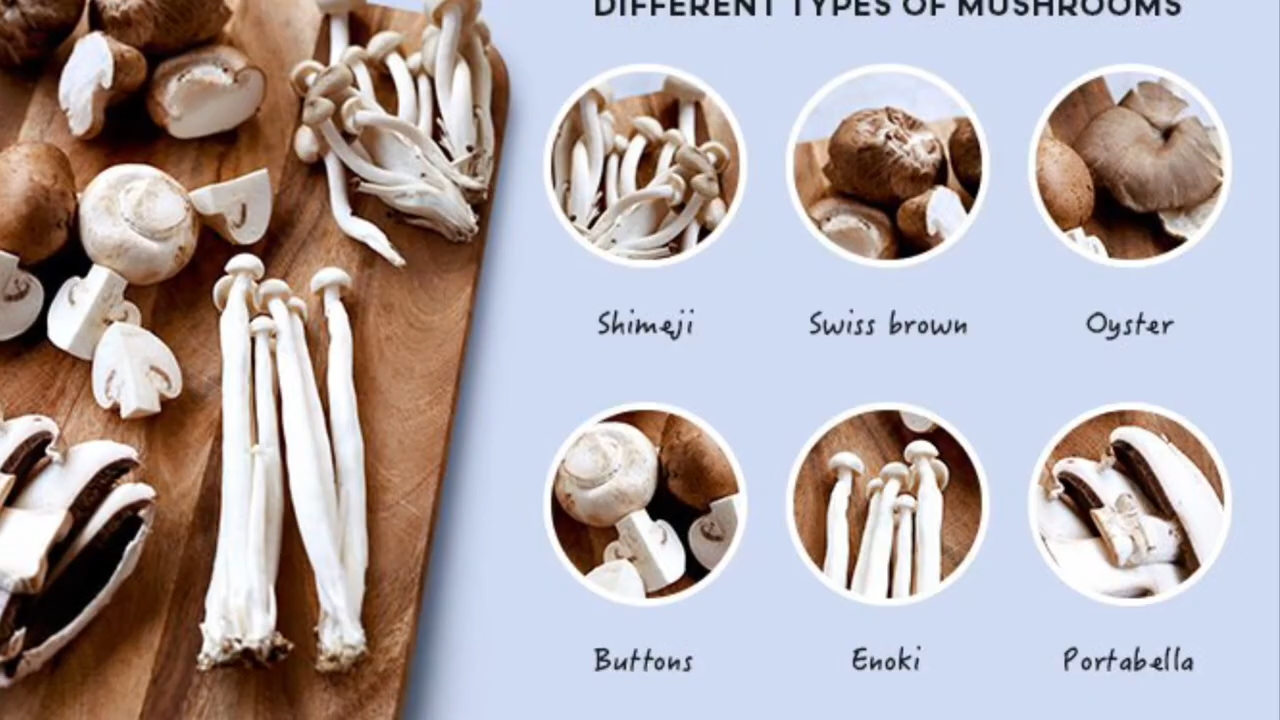 DIFFERENT TYPES OF MUSHROOMS
Shimeji
Swiss brown
Oyster
Buttons
Enoki
Portabella